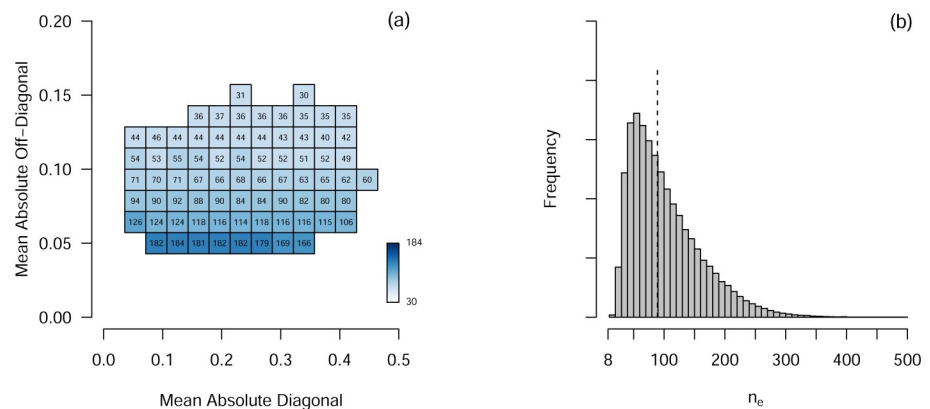 (a)
0.20
0.15
0.10
0.05
0.00
Mean Absolute Off−Diagonal
31 30
36 37 36 36 36 35 35 35
44 46 44 44 44 44 43 43 40 42
54 53 55 54 52 54 52 51 52 49
71 70 71 67 66 68 66 67 63 65 62 60
94 90 92 88 90 84 84 90 82 80 80
126 124 124 118 116 114 118 116 116 115 106
182 184 181 182 182 179 169 166
184
30
0.0 0.1 0.2 0.3 0.4 0.5
Mean Absolute Diagonal
(b)
Frequency
8 100 200 300 400 500
ne